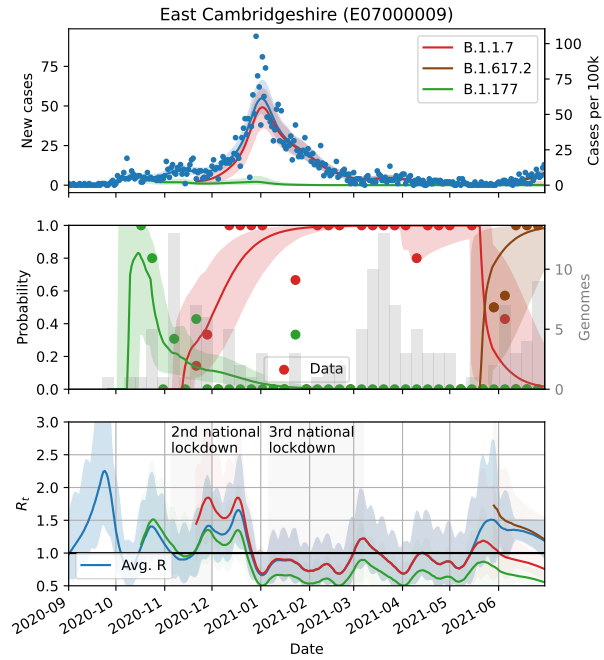 East Cambridgeshire (E07000009)
New cases
75
50
25
0
Cases per 100k
100
75
50
25
0
B.1.1.7
B.1.617.2
B.1.177
Probability
1.0
0.8
0.6
0.4
0.2
0.0
Genomes
10
5
0
Data
Rt
3.0
2.5
2.0
1.5
1.0
0.5
2nd national
lockdown
3rd national
lockdown
Avg. R
2020-09
2020-10
2020-11
2020-12
2021-01
2021-02
2021-03
2021-04
2021-05
2021-06
Date